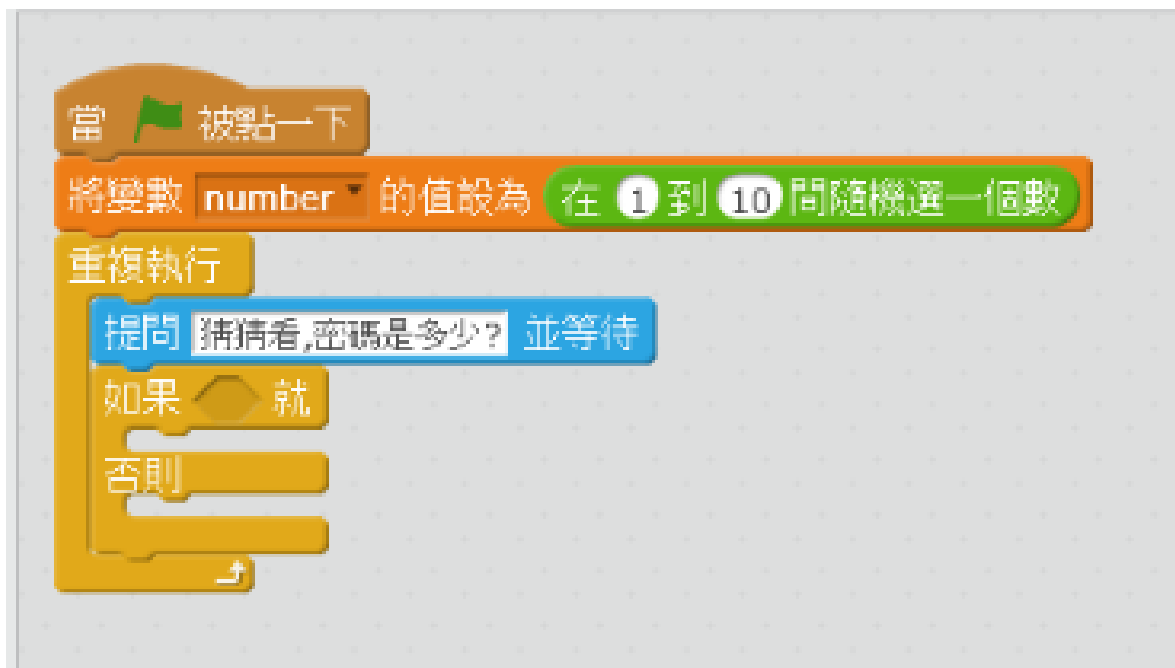 當 被點一下
將變數 number 的值設為 在 1 到 10 間隨機選一個數
重複執行
提問 猜猜看,密碼是多少? 並等待
如果 就
否則